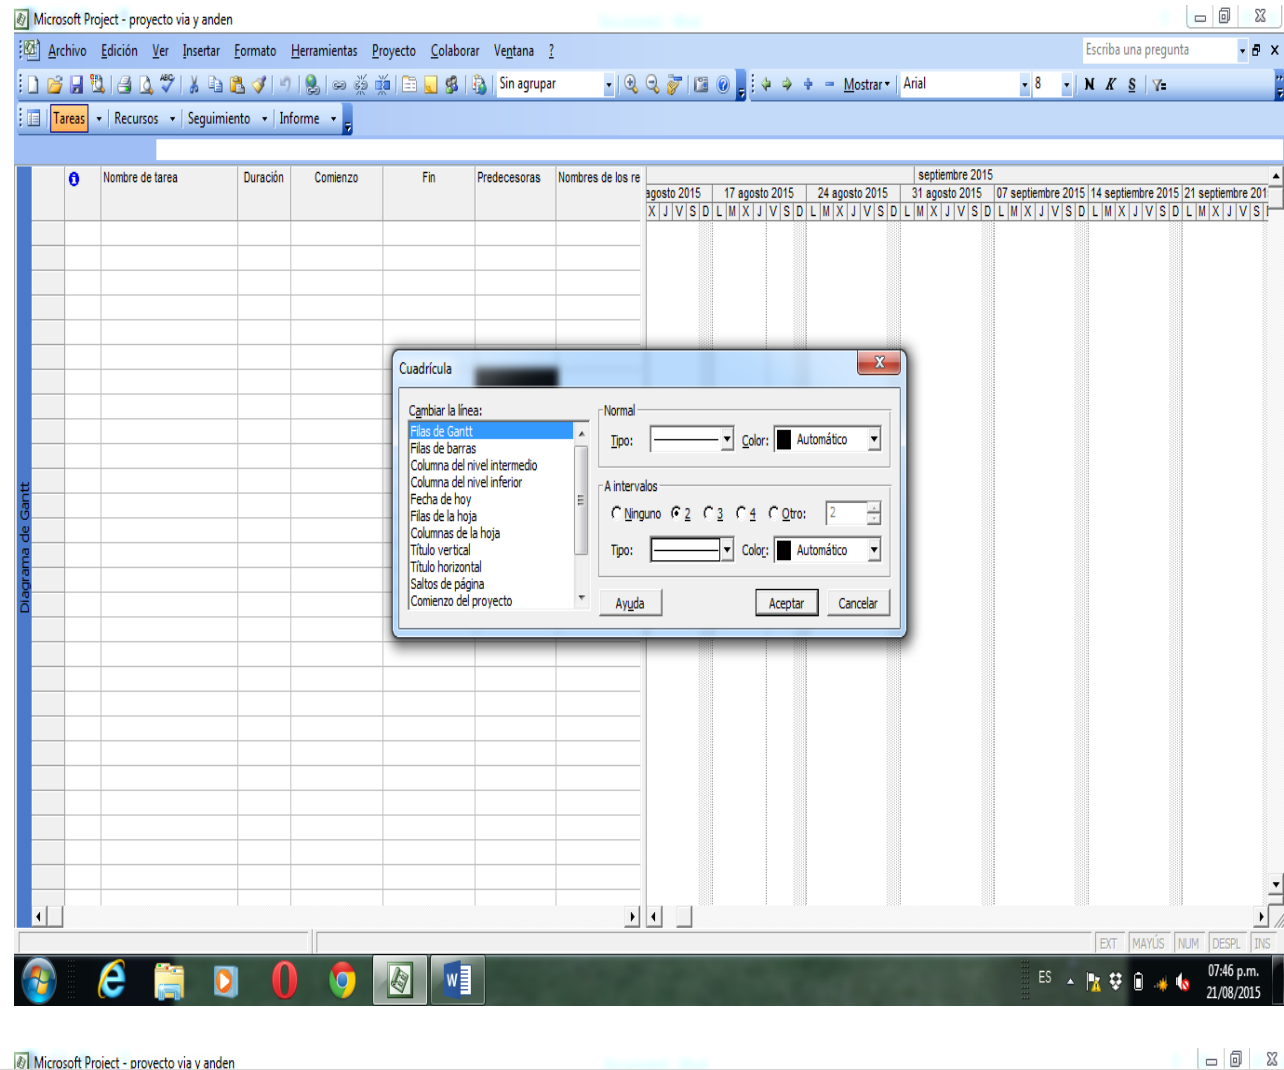 Microsoft Project - proyecto via y anden
Archivo Edición Ver Insertar Formato Herramientas Proyecto Colaborar Ventana ? Escriba una pregunta
Sin agrupar Mostrar Arial 8 N K S
Tareas Recursos Seguimiento Informe
Nombre de tarea Duración Comienzo Fin Predecesoras Nombres de los re
septiembre 2015
agosto 2015 17 agosto 2015 24 agosto 2015 31 agosto 2015 07 septiembre 2015 14 septiembre 2015 21 septiembre 201
X J V S D L M X J V S D L M X J V S D L M X J V S D L M X J V S D L M X J V S D L M X J V S
Diagrama de Gantt
Cuadrícula
Cambiar la línea:
Filas de Gantt
Filas de barras
Columna del nivel intermedio
Columna del nivel inferior
Fecha de hoy
Filas de la hoja
Columnas de la hoja
Título vertical
Título horizontal
Saltos de página
Comienzo del proyecto
Normal
Tipo: Color: Automático
A intervalos
Ninguno 2 3 4 Otro: 2
Tipo: Color: Automático
Ayuda Aceptar Cancelar
EXT MAYÚS NUM DESPL INS
ES 07:46 p.m.
21/08/2015
Microsoft Project - proyecto via y anden